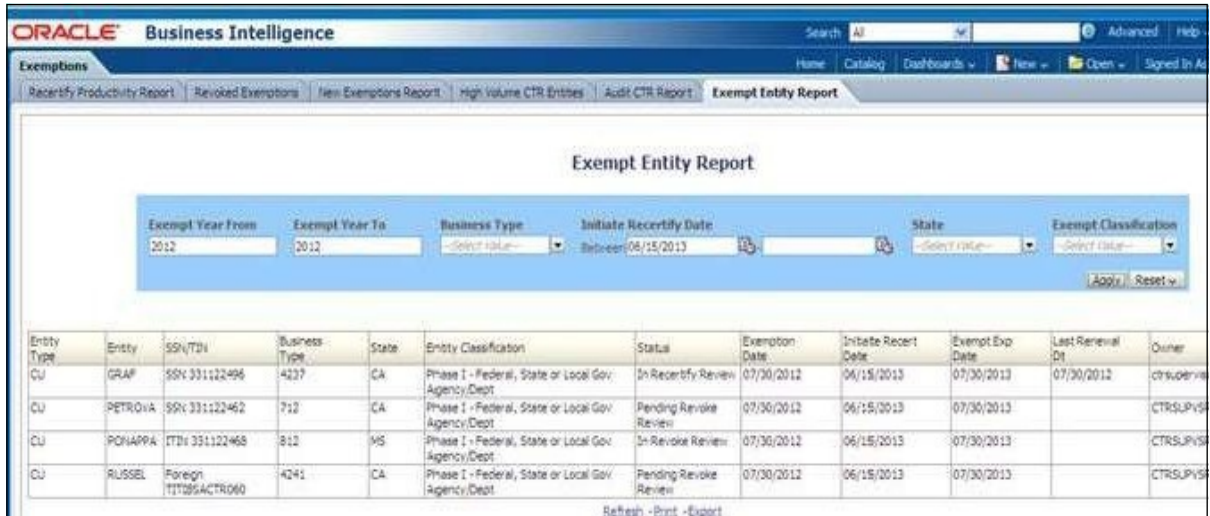 ORACLE Business Intelligence Search All Advanced Help
Exemptions Home Catalog Dashboards New Open Signed In As
Recertify Productivity Report Revoked Exemptions New Exemptions Report High Volume CTR Entities Audit CTR Report Exempt Entity Report
Exempt Entity Report
Exempt Year From Exempt Year To Business Type Initiate Recertify Date State Exempt Classification
2012 2012 --Select Value-- Between 06/15/2013 - --Select Value-- --Select Value--
Apply Reset
Entity Type Entity SSN/TIN Business Type State Entity Classification Status Exemption Date Initiate Recert Date Exempt Exp Date Last Renewal Dt Owner
CU GRAF SSN 331122496 4237 CA Phase I - Federal, State or Local Gov Agency/Dept In Recertify Review 07/30/2012 06/15/2013 07/30/2013 07/30/2012 ctrsupervis
CU PETROVA SSN 331122462 712 CA Phase I - Federal, State or Local Gov Agency/Dept Pending Revoke Review 07/30/2012 06/15/2013 07/30/2013 CTRSUPVSR
CU PONAPPA ITIN 331122468 812 MS Phase I - Federal, State or Local Gov Agency/Dept In Revoke Review 07/30/2012 06/15/2013 07/30/2013 CTRSUPVSR
CU RUSSEL Foreign 4241 CA Phase I - Federal, State or Local Gov Agency/Dept Pending Revoke Review 07/30/2012 06/15/2013 07/30/2013 CTRSUPVSR
Refresh - Print - Export